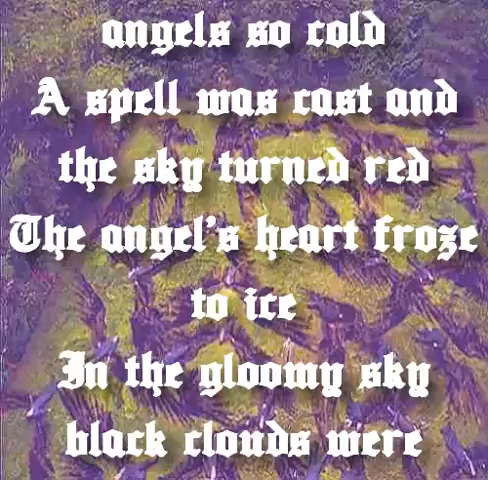 angels so cold
A spell was cast and
the sky turned red
The angel's heart froze
to ice
In the gloomy sky
black clouds were